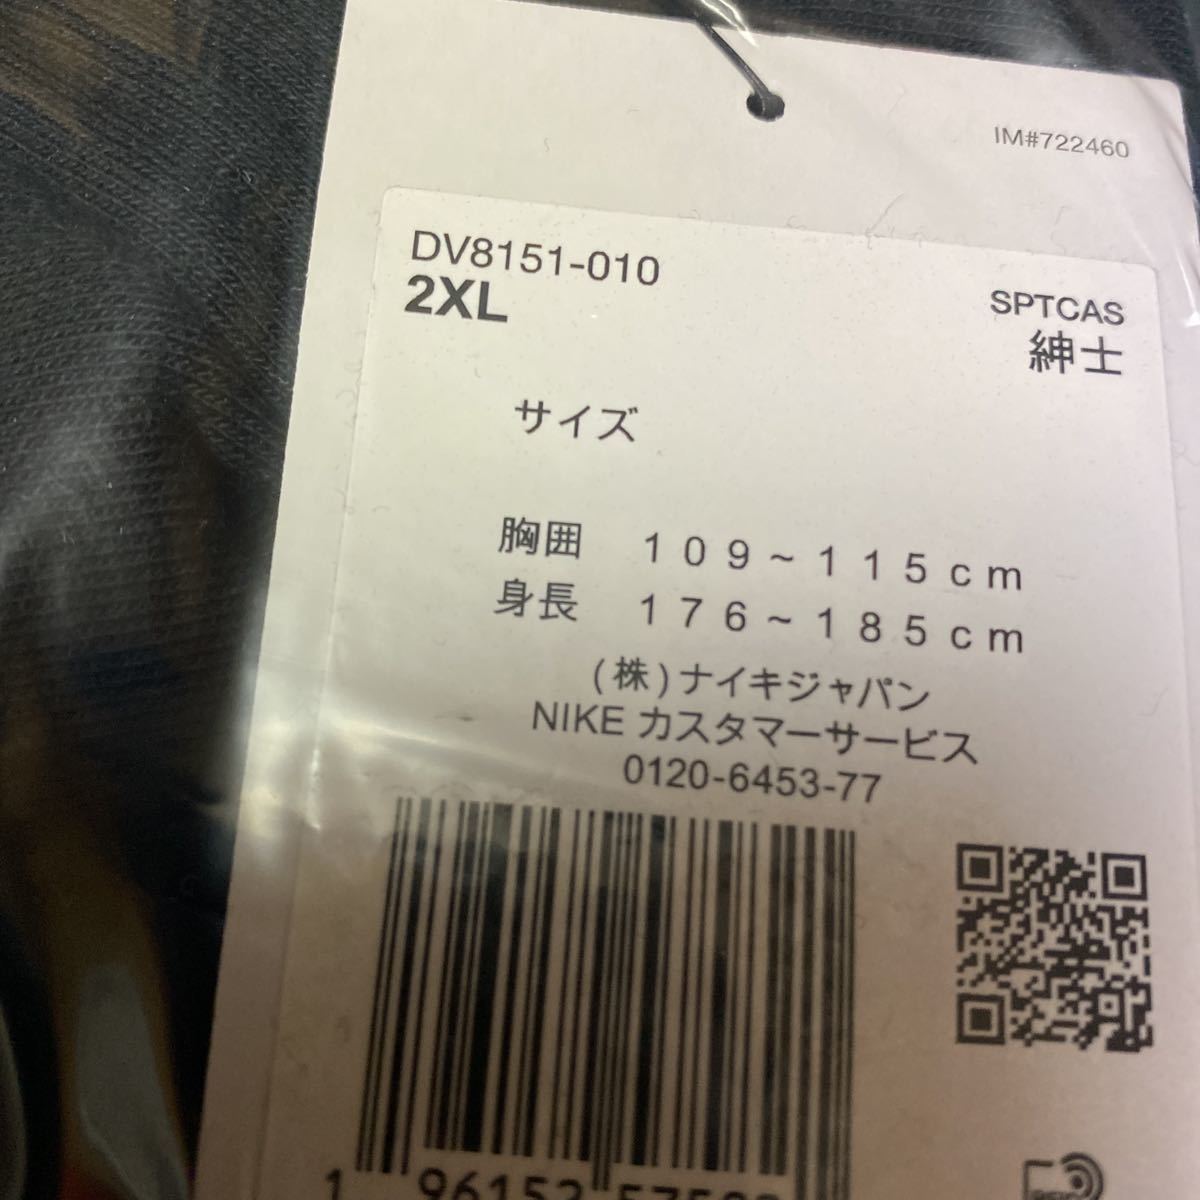 IM#722460
DV8151-010
2XL
SPTCAS
紳士
サイズ
胸囲 109~115cm
身長 176~185cm
(株)ナイキジャパン
NIKE カスタマーサービス
0120-6453-77